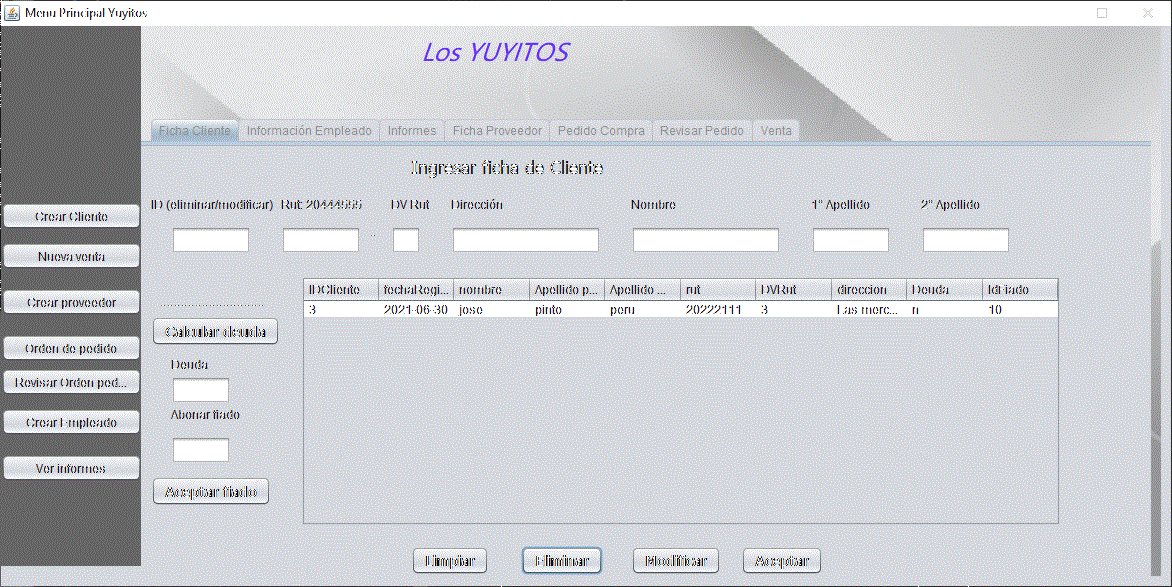 Menu Principal Yuyitos
Los YUYITOS
Ficha Cliente Información Empleado Informes Ficha Proveedor Pedido Compra Revisar Pedido Venta
Ingresar ficha de Cliente
ID (eliminar/modificar) Rut: 20444555 DV Rut Dirección Nombre 1° Apellido 2° Apellido
Crear Cliente
Nueva venta
Crear proveedor
Orden de pedido
Revisar Orden ped...
Crear Empleado
Ver informes
IDCliente fechaRegi... nombre Apellido p... Apellido ... rut DVRut direccion Deuda IdFiado
3 2021-06-30 jose pinto peru 20222111 3 Las merc... n 10
Calcular deuda
Deuda
Abonar fiado
Aceptar fiado
Limpiar Eliminar Modificar Aceptar